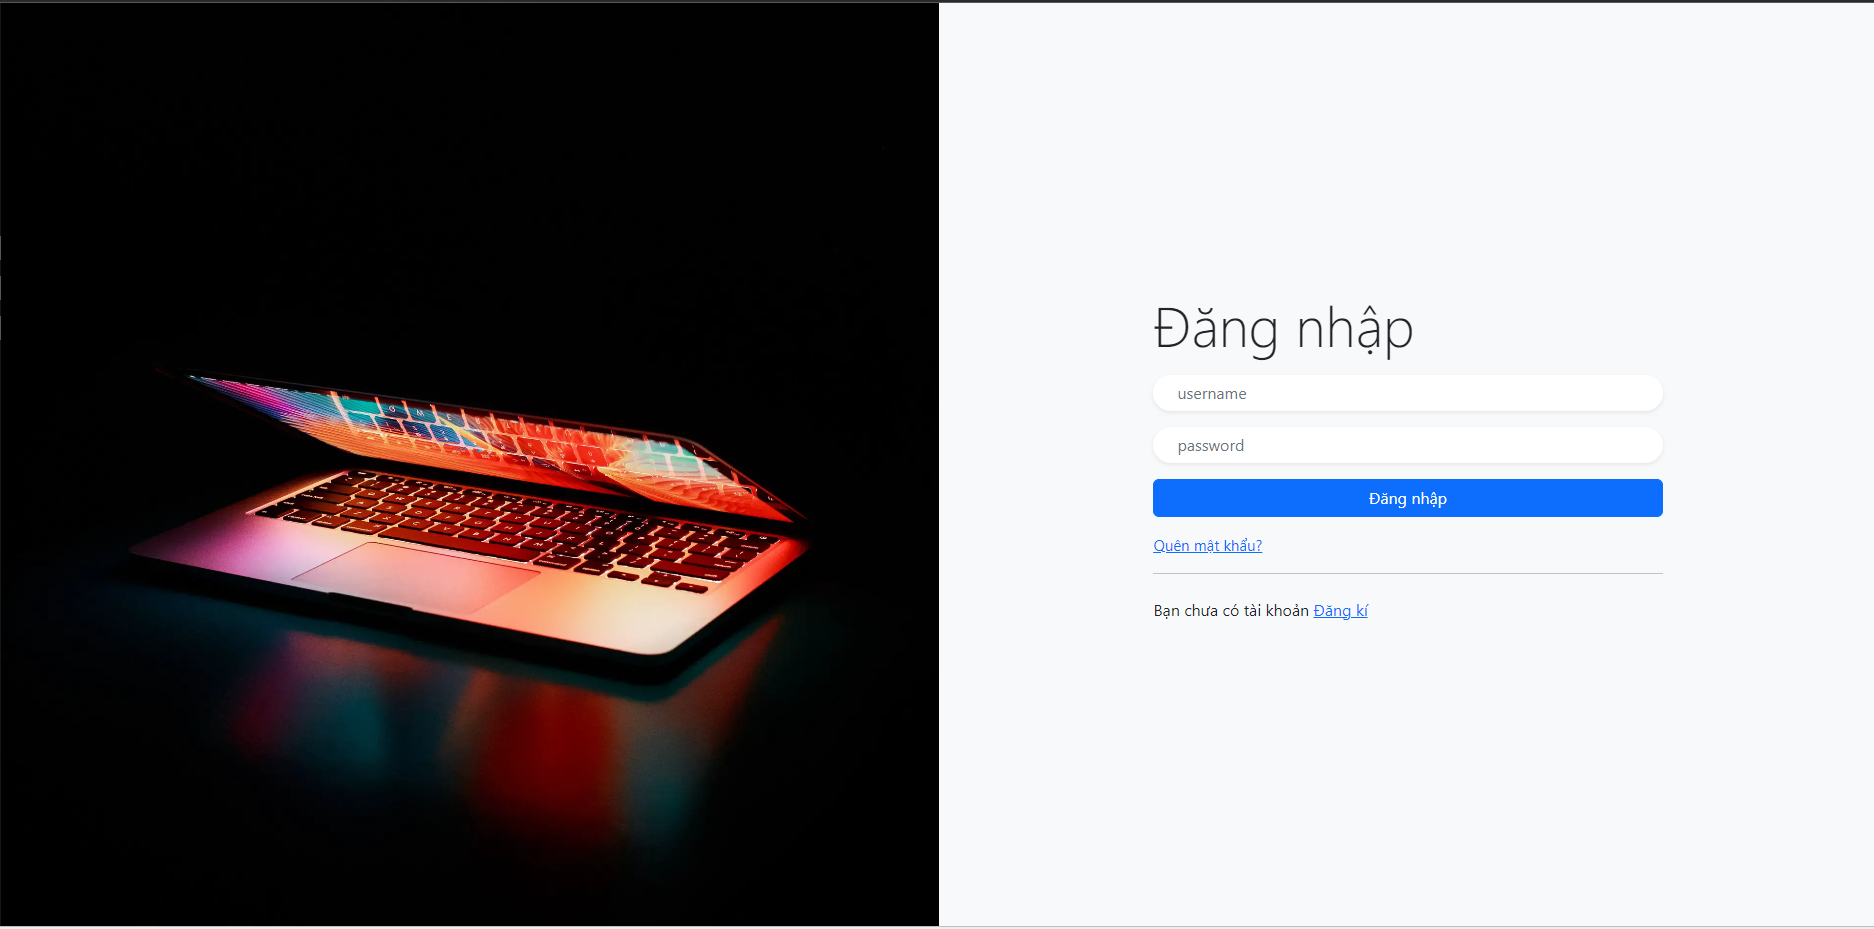 Đăng nhập
username
password
Đăng nhập
Quên mật khẩu?
Bạn chưa có tài khoản Đăng kí